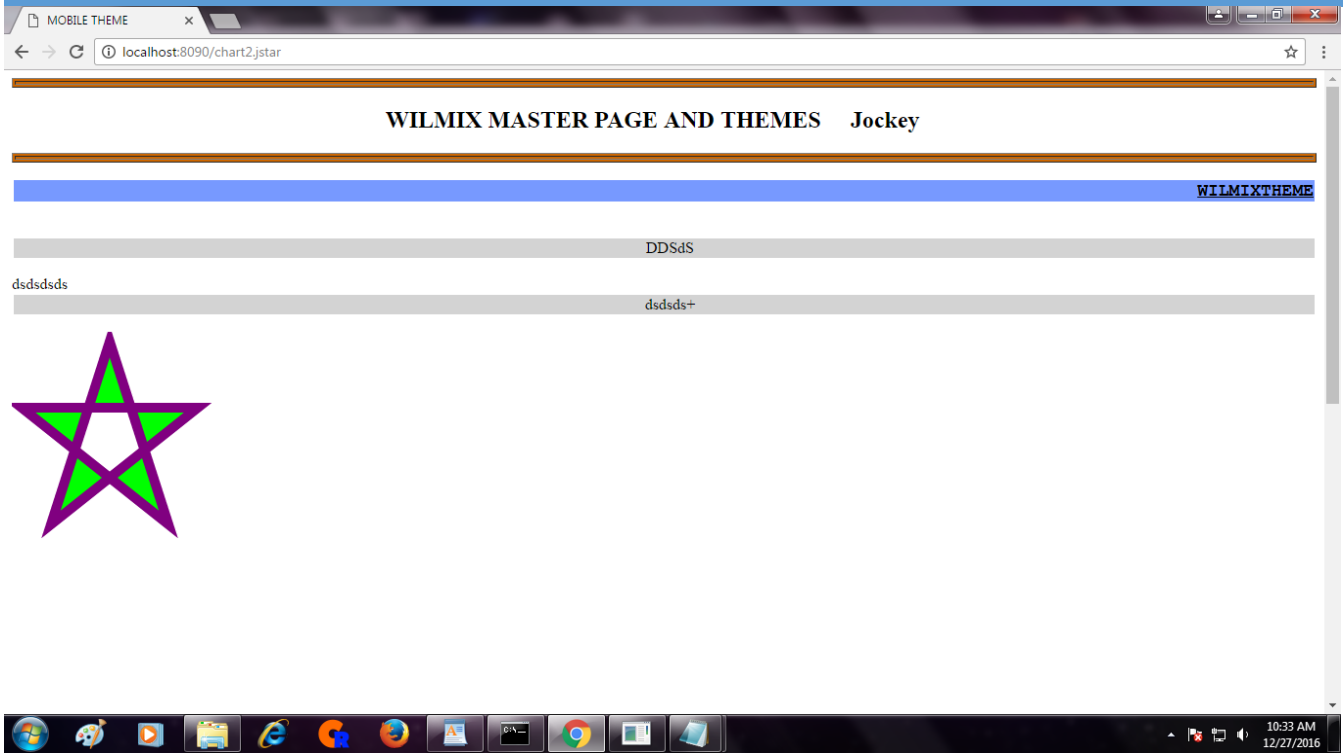 MOBILE THEME
localhost:8090/chart2.jstar
WILMIX MASTER PAGE AND THEMES Jockey
WILMIXTHEME
DDSdS
dsdsdsds
dsdsds+
C:\_
10:33 AM
12/27/2016